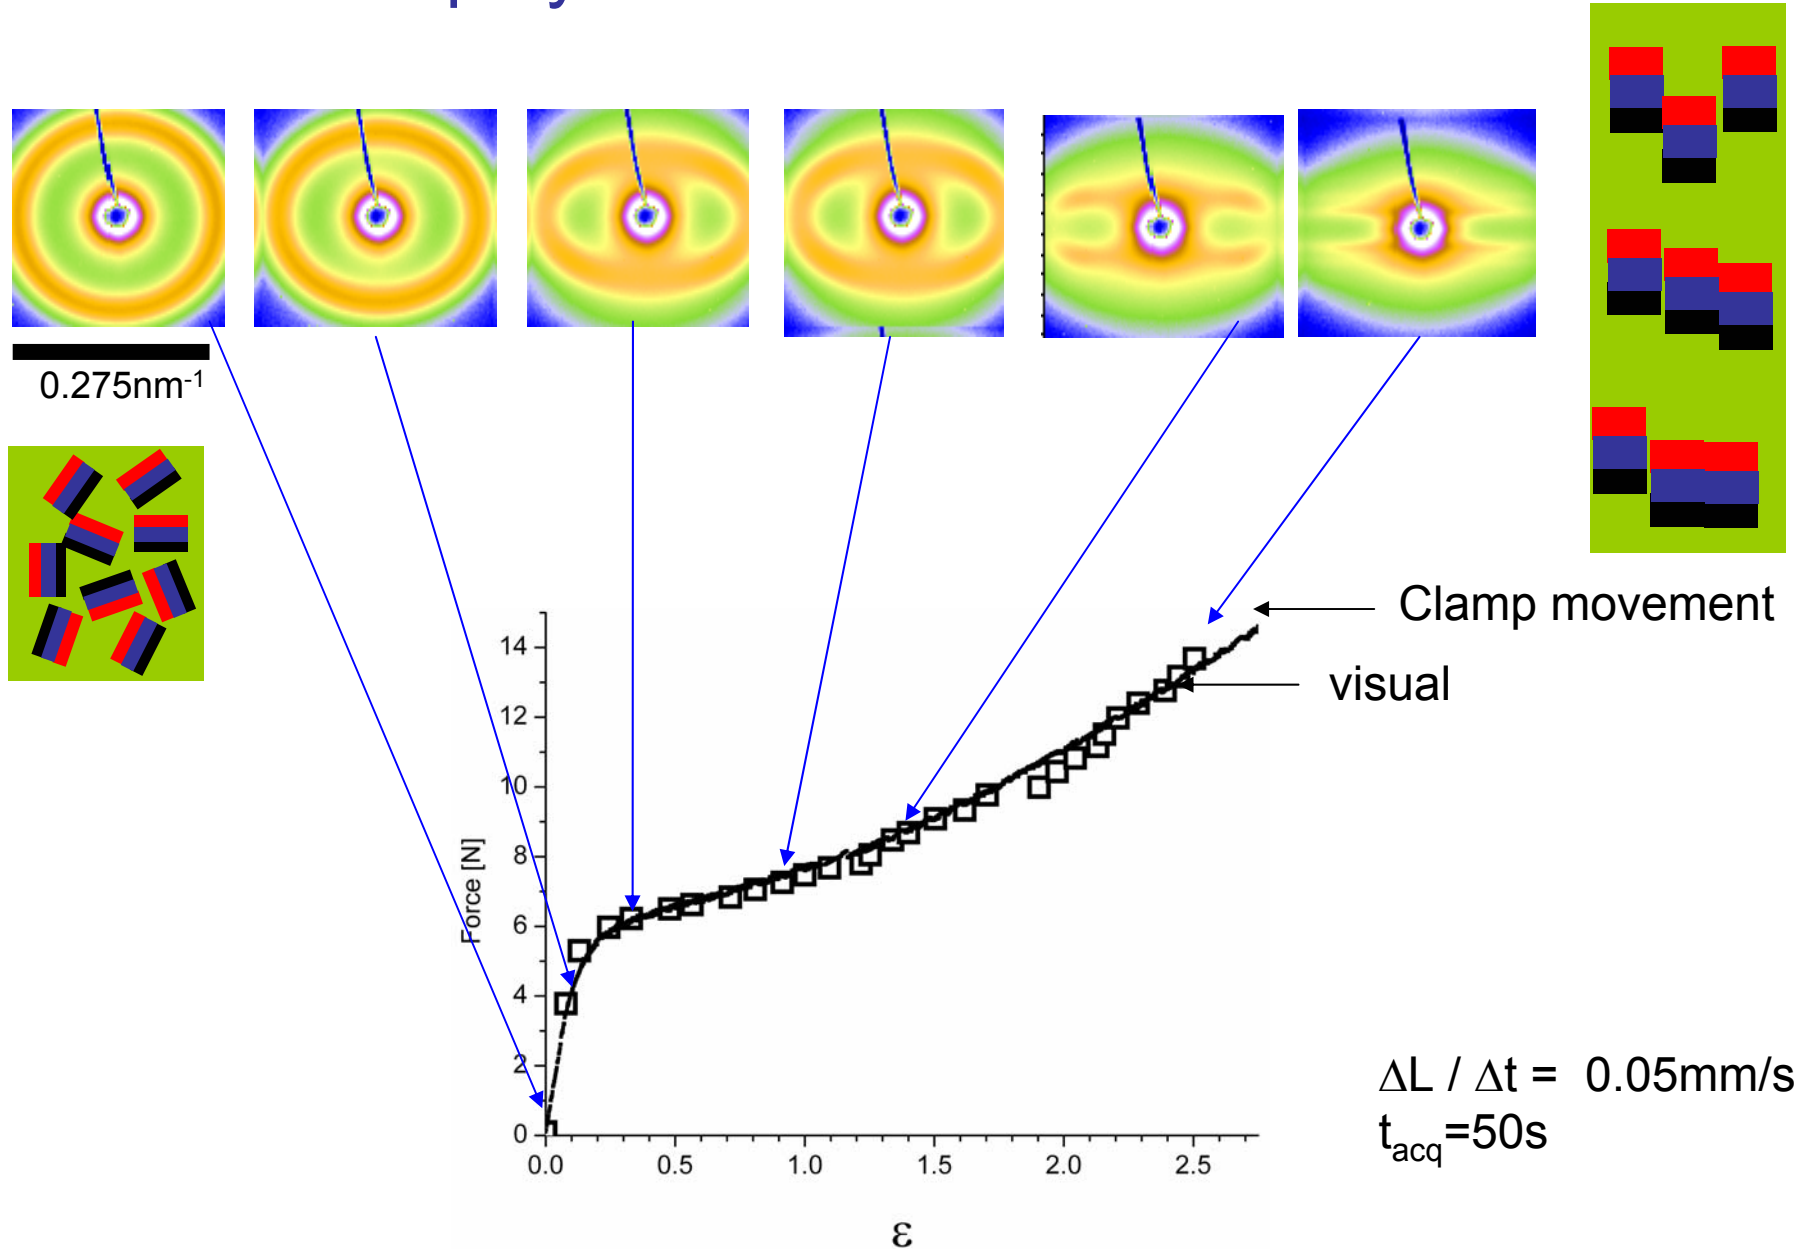 0.275nm⁻¹
Clamp movement
visual
14
12
10
8
6
4
2
0
Force [N]
0.0 0.5 1.0 1.5 2.0 2.5
ε
ΔL / Δt = 0.05mm/s
t_acq=50s